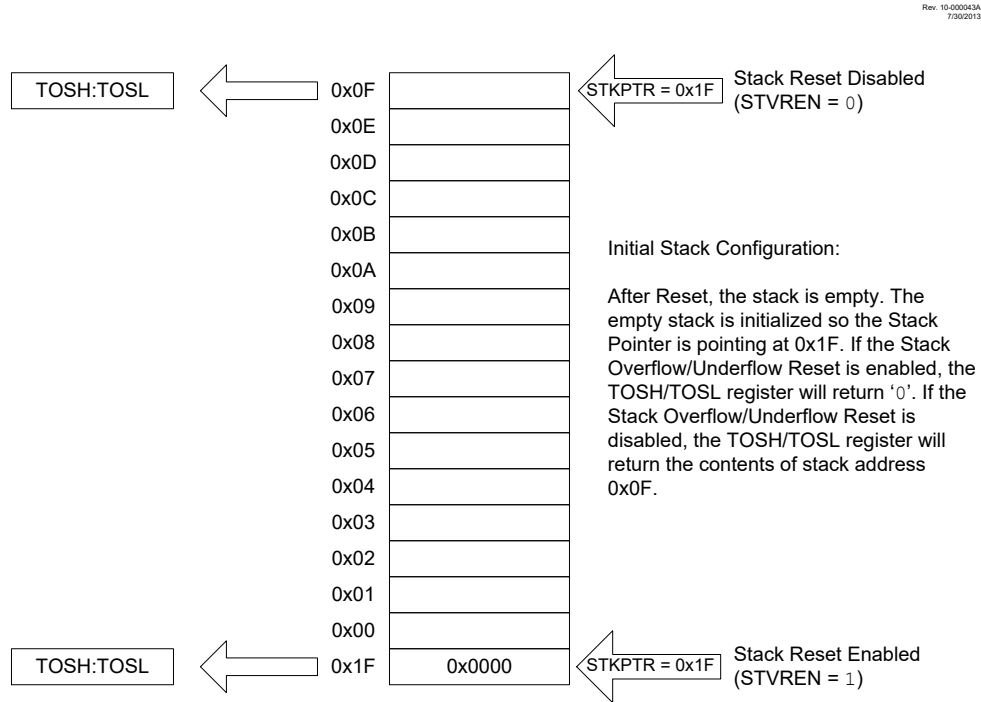 Rev. 10-000043A
7/30/2013
TOSH:TOSL
0x0F
STKPTR = 0x1F
Stack Reset Disabled
(STVREN = 0)
0x0E
0x0D
0x0C
0x0B
0x0A
0x09
0x08
0x07
0x06
0x05
0x04
0x03
0x02
0x01
0x00
Initial Stack Configuration:
After Reset, the stack is empty. The
empty stack is initialized so the Stack
Pointer is pointing at 0x1F. If the Stack
Overflow/Underflow Reset is enabled, the
TOSH/TOSL register will return ‘0’. If the
Stack Overflow/Underflow Reset is
disabled, the TOSH/TOSL register will
return the contents of stack address
0x0F.
TOSH:TOSL
0x1F
0x0000
STKPTR = 0x1F
Stack Reset Enabled
(STVREN = 1)